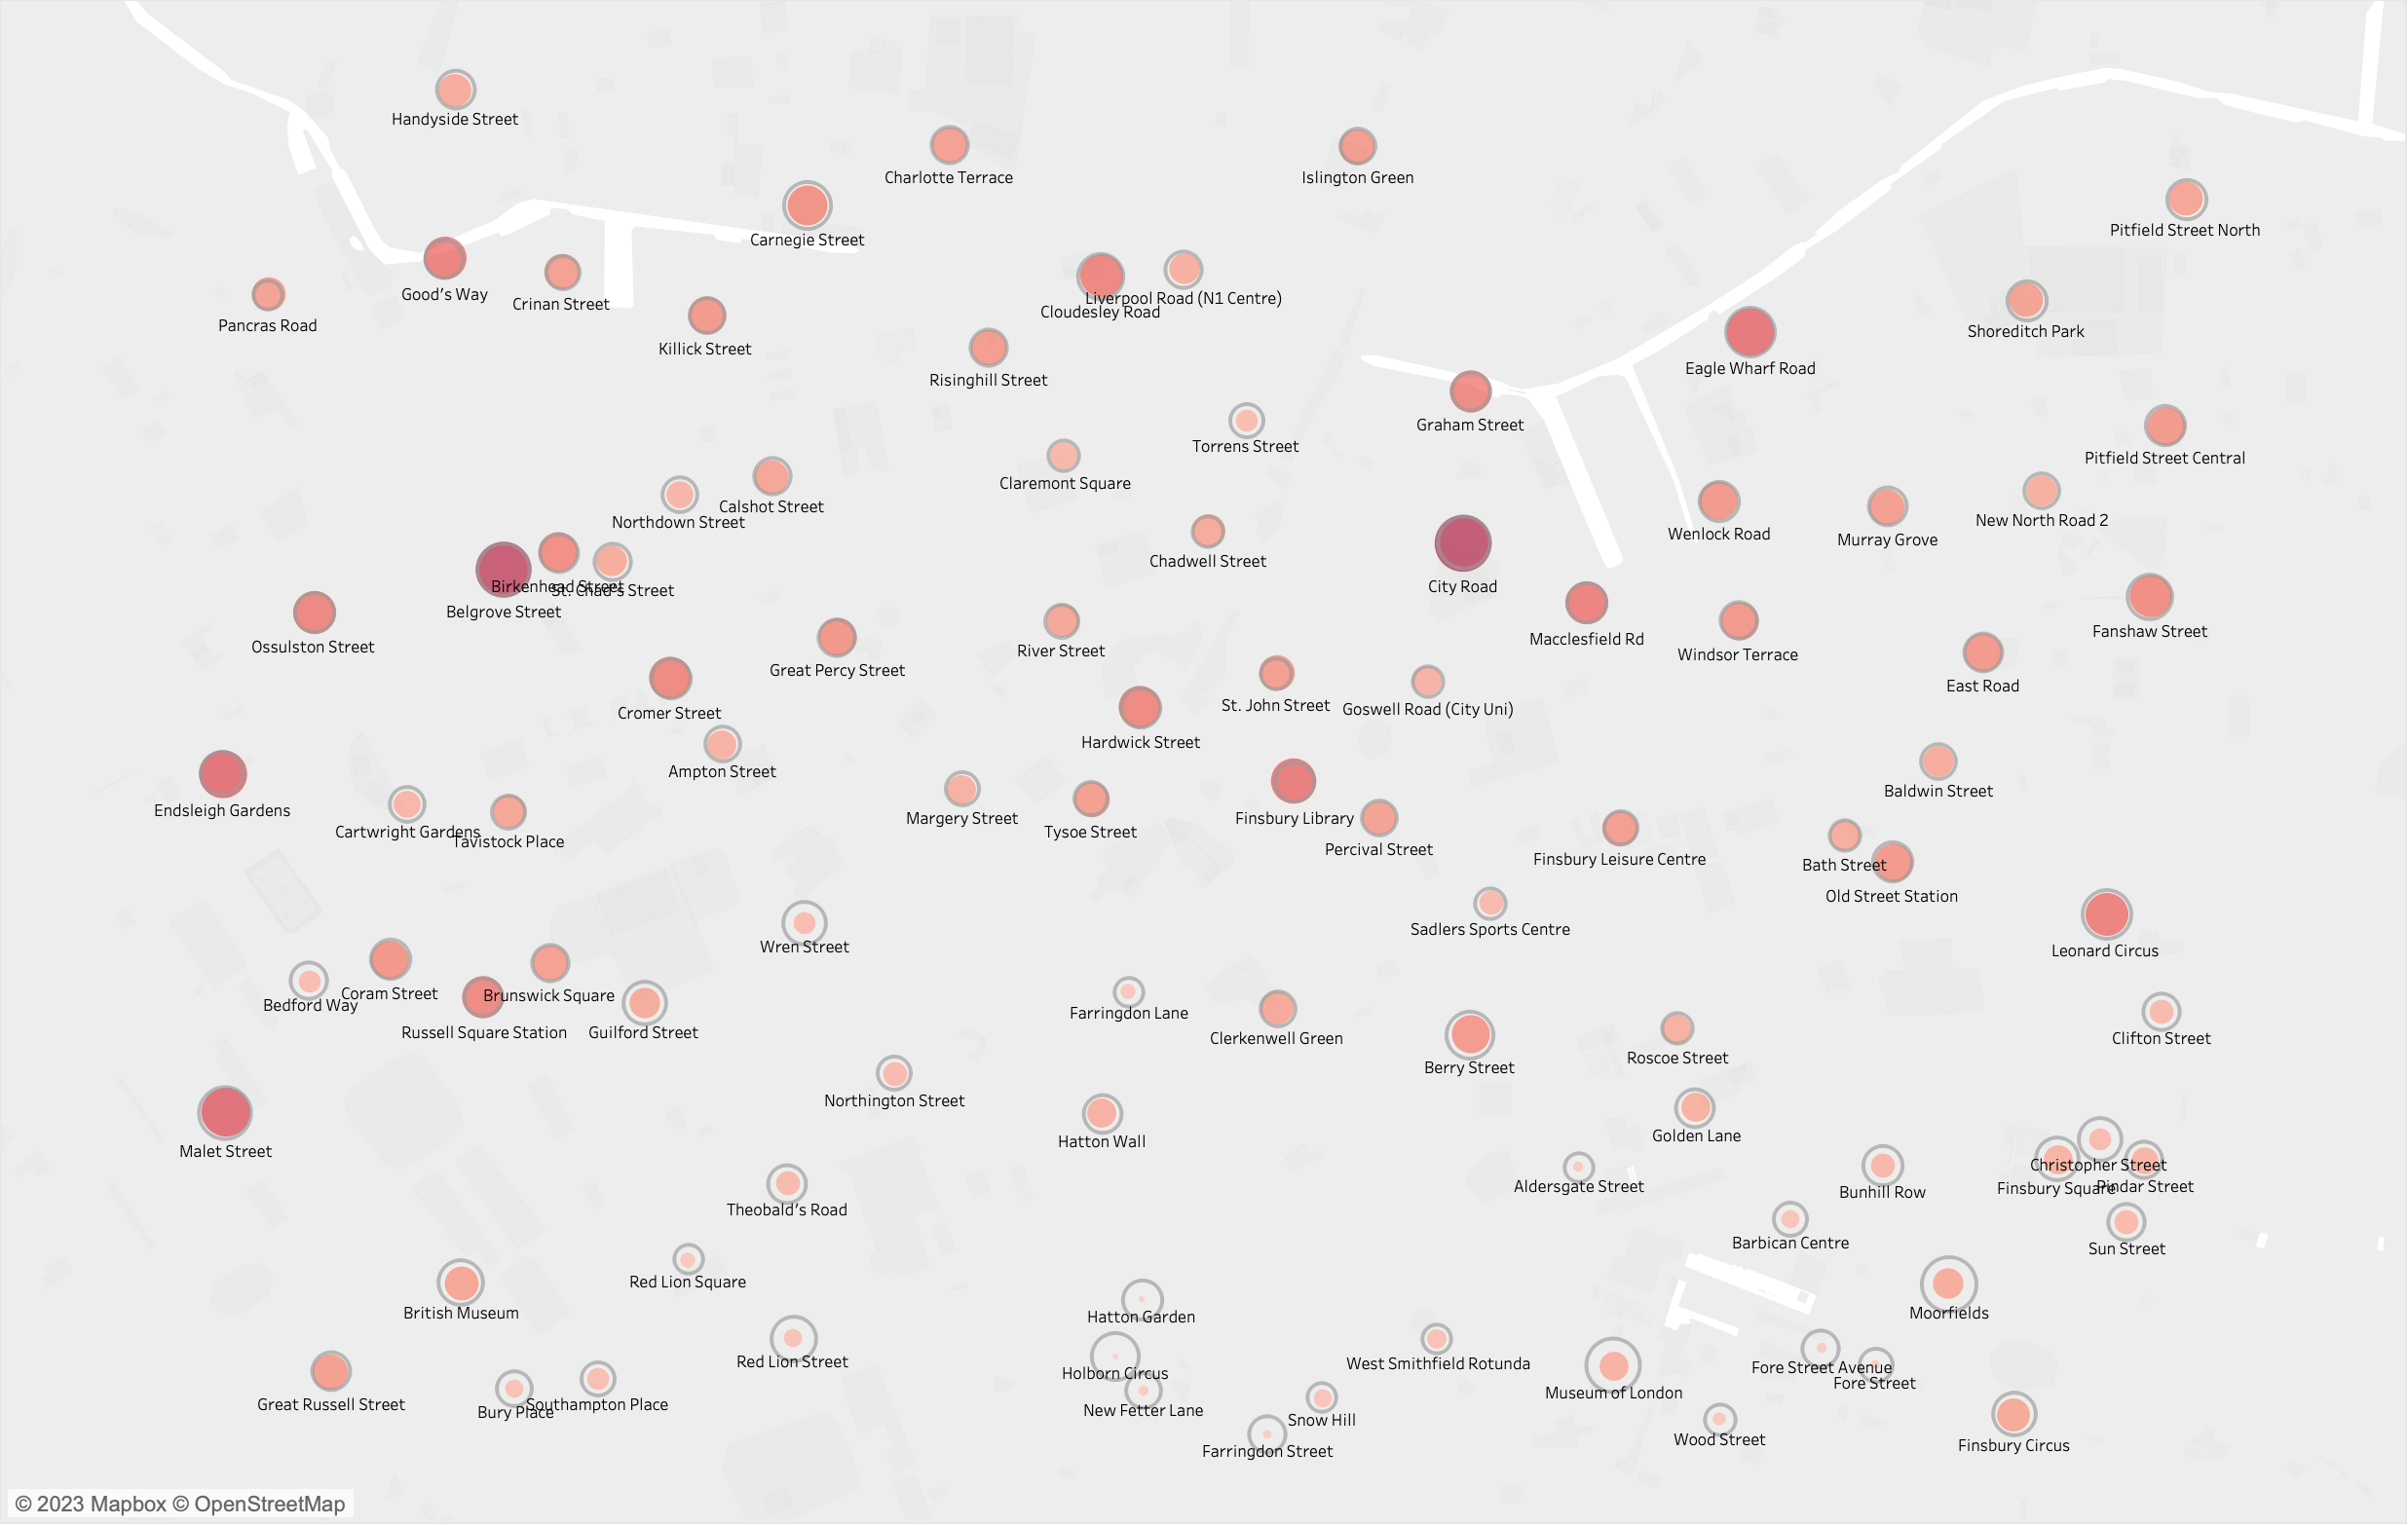 Handyside Street
Charlotte Terrace
Islington Green
Carnegie Street
Pitfield Street North
Good's Way
Crinan Street
Liverpool Road (N1 Centre)
Cloudesley Road
Pancras Road
Killick Street
Shoreditch Park
Eagle Wharf Road
Risinghill Street
Graham Street
Torrens Street
Pitfield Street Central
Claremont Square
Calshot Street
Northdown Street
New North Road 2
Wenlock Road
Murray Grove
Chadwell Street
City Road
Birkenhead Street
St. Chad's Street
Belgrove Street
Fanshaw Street
Macclesfield Rd
Ossulston Street
River Street
Windsor Terrace
Great Percy Street
East Road
St. John Street
Goswell Road (City Uni)
Cromer Street
Hardwick Street
Ampton Street
Baldwin Street
Endsleigh Gardens
Margery Street
Finsbury Library
Cartwright Gardens
Tysoe Street
Tavistock Place
Percival Street
Finsbury Leisure Centre
Bath Street
Old Street Station
Sadlers Sports Centre
Wren Street
Leonard Circus
Coram Street
Brunswick Square
Bedford Way
Farringdon Lane
Russell Square Station
Guilford Street
Clerkenwell Green
Clifton Street
Roscoe Street
Berry Street
Northington Street
Golden Lane
Hatton Wall
Malet Street
Christopher Street
Aldersgate Street
Finsbury Square
Pindar Street
Bunhill Row
Theobald's Road
Barbican Centre
Sun Street
Red Lion Square
British Museum
Moorfields
Hatton Garden
Red Lion Street
West Smithfield Rotunda
Fore Street Avenue
Holborn Circus
Fore Street
Museum of London
Great Russell Street
Southampton Place
Bury Place
New Fetter Lane
Snow Hill
Wood Street
Finsbury Circus
Farringdon Street
© 2023 Mapbox © OpenStreetMap